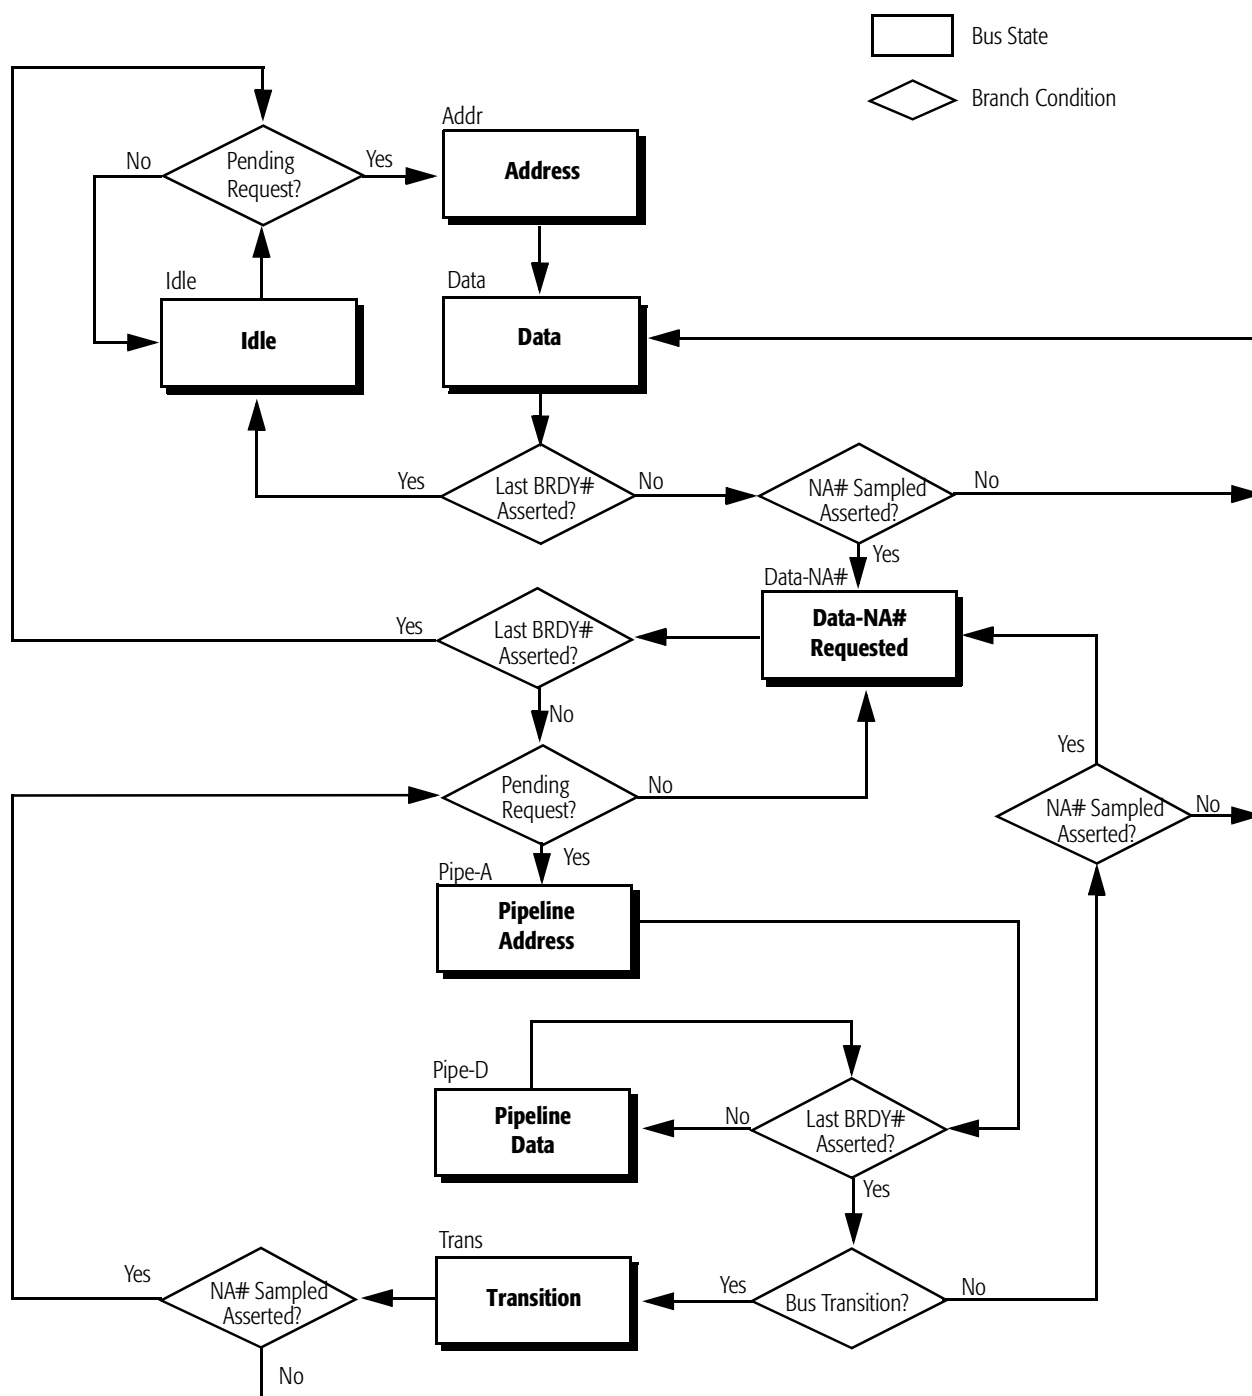 Bus State
Branch Condition
Addr
No
Pending
Request?
Yes
Address
Idle
Data
Idle
Data
Yes
Last BRDY#
Asserted?
No
NA# Sampled
Asserted?
No
Yes
Data-NA#
Yes
Last BRDY#
Asserted?
Data-NA#
Requested
No
Yes
Pending
Request?
No
NA# Sampled
Asserted?
No
Yes
Pipe-A
Pipeline
Address
Pipe-D
Pipeline
Data
No
Last BRDY#
Asserted?
Yes
Trans
Yes
NA# Sampled
Asserted?
Transition
Yes
Bus Transition?
No
No